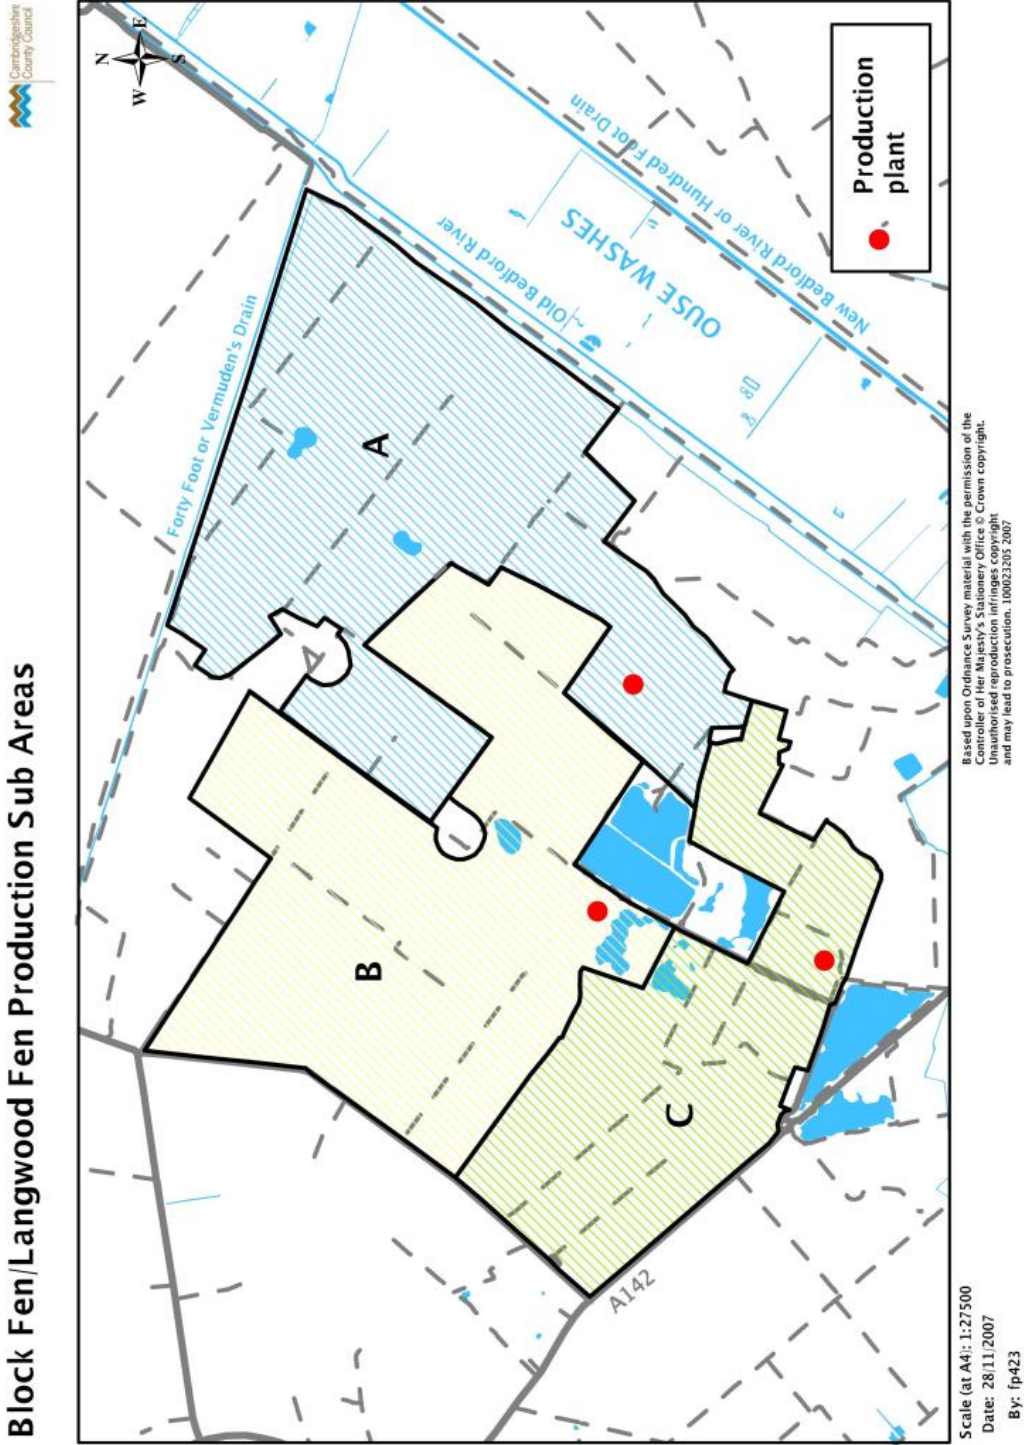 Block Fen/Langwood Fen Production Sub Areas
Cambridgeshire
County Council
N
E
S
W
Forty Foot or Vermuden's Drain
Old Bedford River
OUSE WASHES
New Bedford River or Hundred Foot Drain
A
B
C
A142
Production
plant
Scale (at A4): 1:27500
Date: 28/11/2007
By: fp423
Based upon Ordnance Survey material with the permission of the
Controller of Her Majesty's Stationery Office © Crown copyright.
Unauthorised reproduction infringes copyright
and may lead to prosecution. 100023205 2007